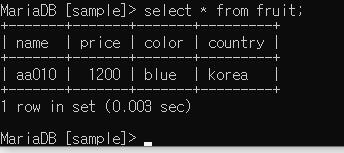 MariaDB [sample]> select * from fruit;
+-------+-------+-------+---------+
| name | price | color | country |
+-------+-------+-------+---------+
| aa010 | 1200 | blue | korea |
+-------+-------+-------+---------+
1 row in set (0.003 sec)
MariaDB [sample]>